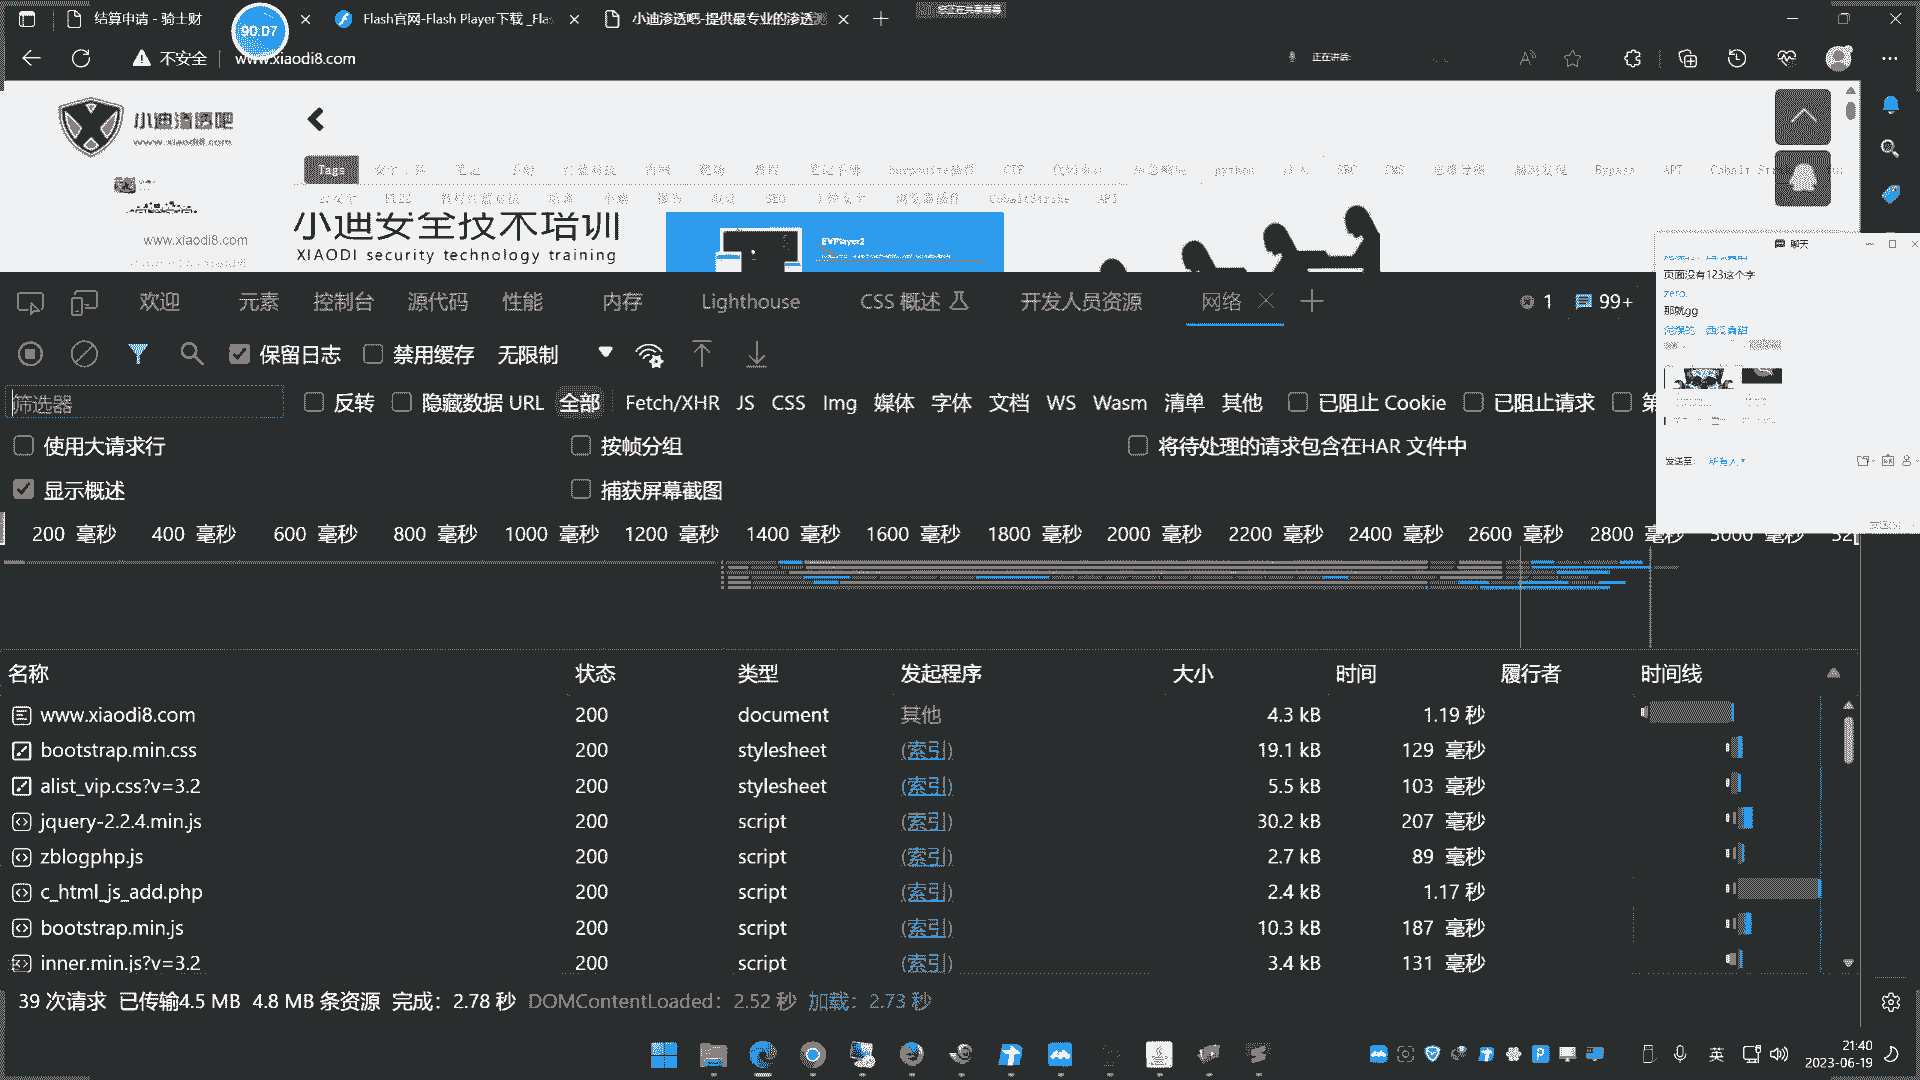 结算申请 - 骑士财
90:07
Flash官网-Flash Player下载 _Fla
小迪渗透吧-提供最专业的渗透
不安全
www.xiaodi8.com
正在讲话:
小迪渗透吧
www.xiaodi8.com
Tags
笔记
python
SRC
Bypass
CobaltStrike
小迪安全技术培训
XIAODI security technology training
EVPlayer2
www.xiaodi8.com
聊天
页面没有123这个字
zero.
那就gg
发送至:
所有人
欢迎
元素
控制台
源代码
性能
内存
Lighthouse
CSS 概述
开发人员资源
网络
1
99+
保留日志
禁用缓存
无限制
筛选器
反转
隐藏数据 URL
全部
Fetch/XHR
JS
CSS
Img
媒体
字体
文档
WS
Wasm
清单
其他
已阻止 Cookie
已阻止请求
第
使用大请求行
按帧分组
将待处理的请求包含在HAR 文件中
显示概述
捕获屏幕截图
200 毫秒 400 毫秒 600 毫秒 800 毫秒 1000 毫秒 1200 毫秒 1400 毫秒 1600 毫秒 1800 毫秒 2000 毫秒 2200 毫秒 2400 毫秒 2600 毫秒 2800 毫秒 3000 毫秒
名称 状态 类型 发起程序 大小 时间 履行者 时间线
www.xiaodi8.com 200 document 其他 4.3 kB 1.19 秒
bootstrap.min.css 200 stylesheet (索引) 19.1 kB 129 毫秒
alist_vip.css?v=3.2 200 stylesheet (索引) 5.5 kB 103 毫秒
jquery-2.2.4.min.js 200 script (索引) 30.2 kB 207 毫秒
zblogphp.js 200 script (索引) 2.7 kB 89 毫秒
c_html_js_add.php 200 script (索引) 2.4 kB 1.17 秒
bootstrap.min.js 200 script (索引) 10.3 kB 187 毫秒
inner.min.js?v=3.2 200 script (索引) 3.4 kB 131 毫秒
39 次请求 已传输4.5 MB 4.8 MB 条资源 完成: 2.78 秒 DOMContentLoaded: 2.52 秒 加载: 2.73 秒
英
21:40
2023-06-19